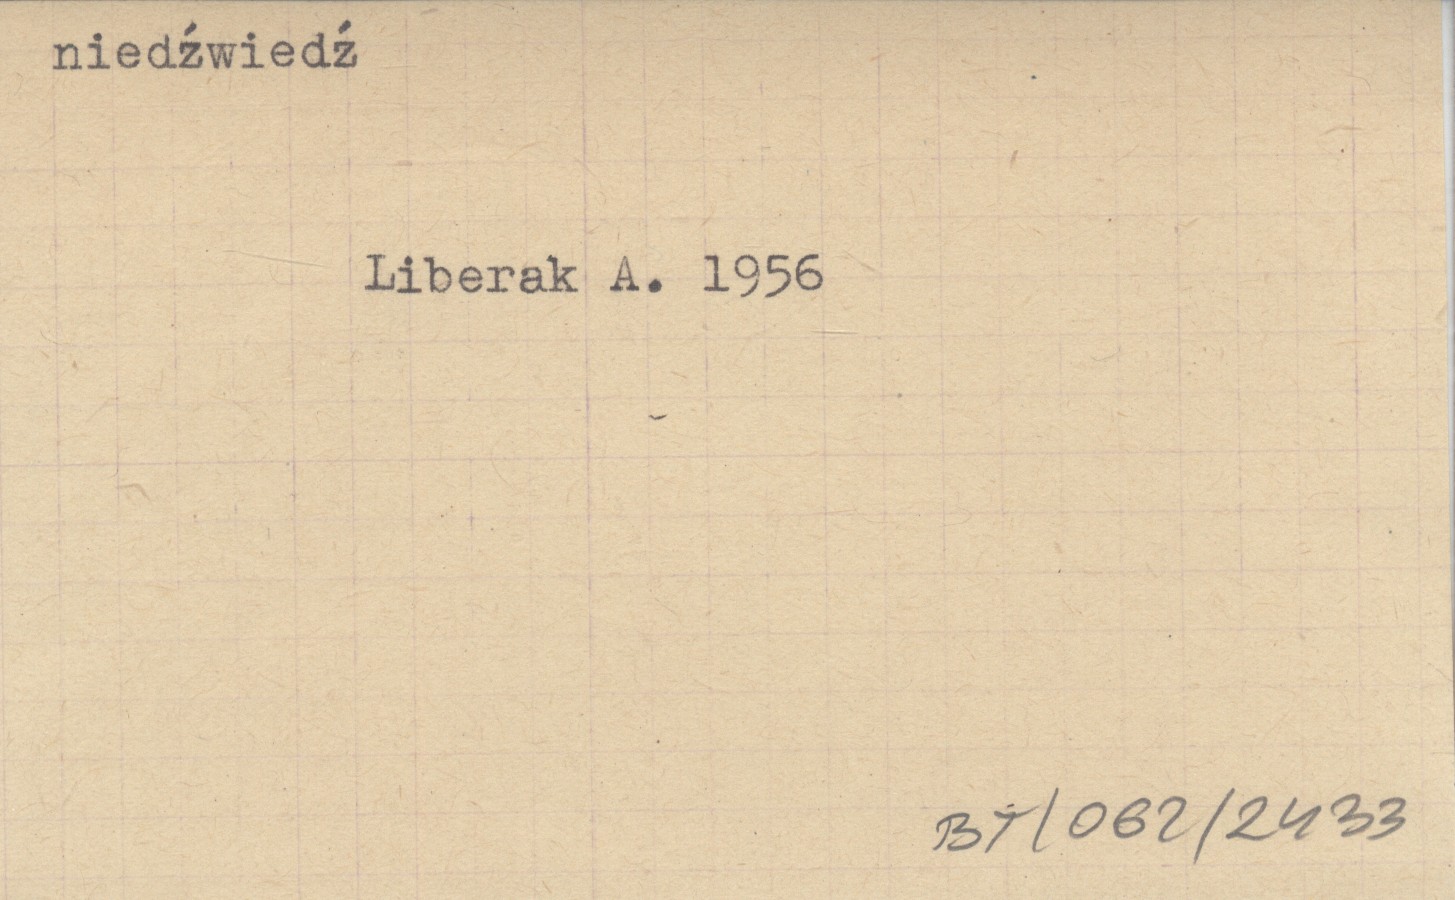 niedźwiedź
Liberak A. 1956
BT/062/2433